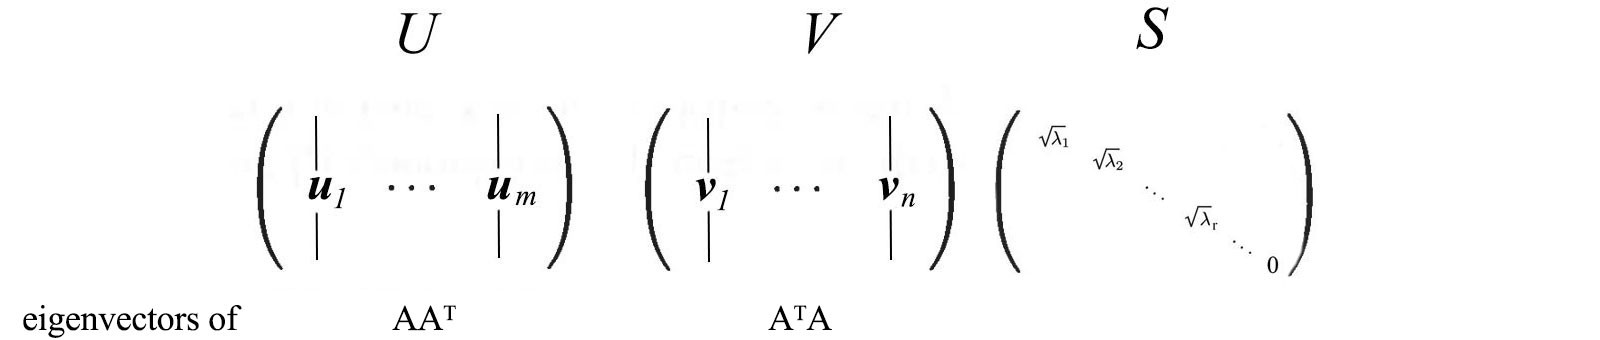 U V S
u1 ··· um v1 ··· vn √λ1 √λ2 ··· √λr ··· 0
eigenvectors of AAᵀ AᵀA